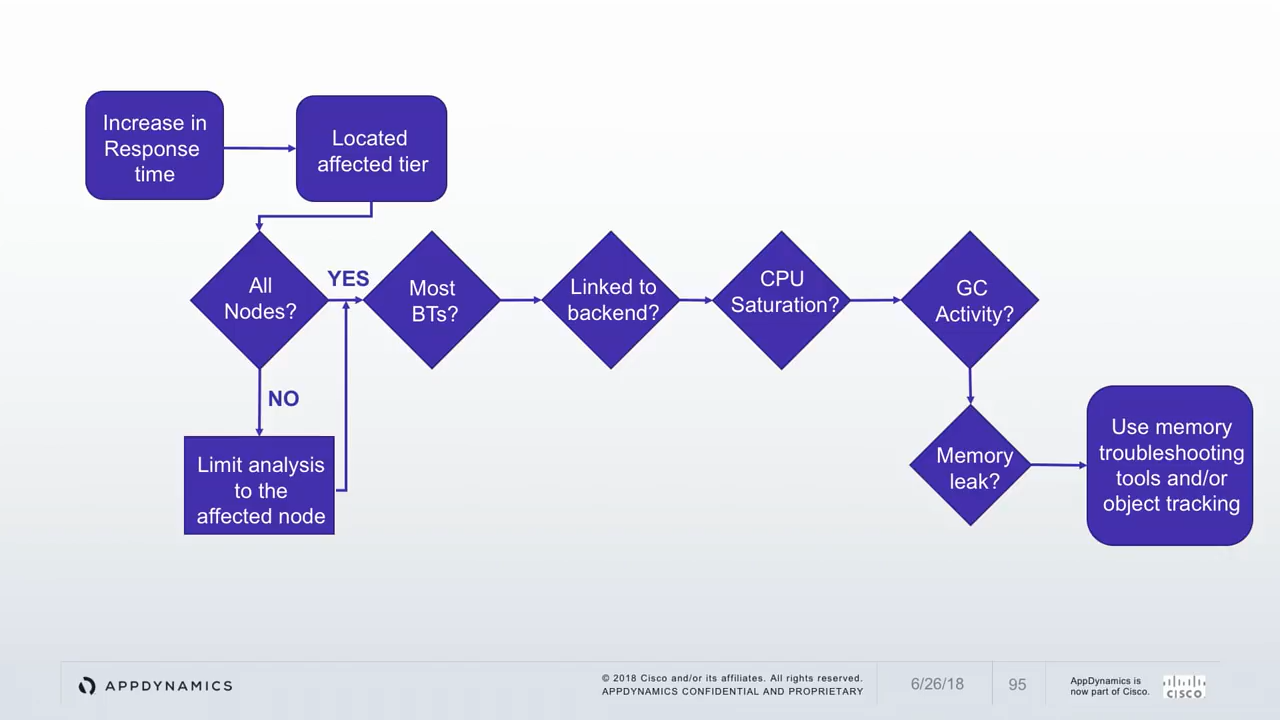 Increase in
Response
time
Located
affected tier
All
Nodes?
YES
Most
BTs?
Linked to
backend?
CPU
Saturation?
GC
Activity?
NO
Limit analysis
to the
affected node
Memory
leak?
Use memory
troubleshooting
tools and/or
object tracking
APPDYNAMICS
© 2018 Cisco and/or its affiliates. All rights reserved.
APPDYNAMICS CONFIDENTIAL AND PROPRIETARY
6/26/18
95
AppDynamics is
now part of Cisco.
CISCO